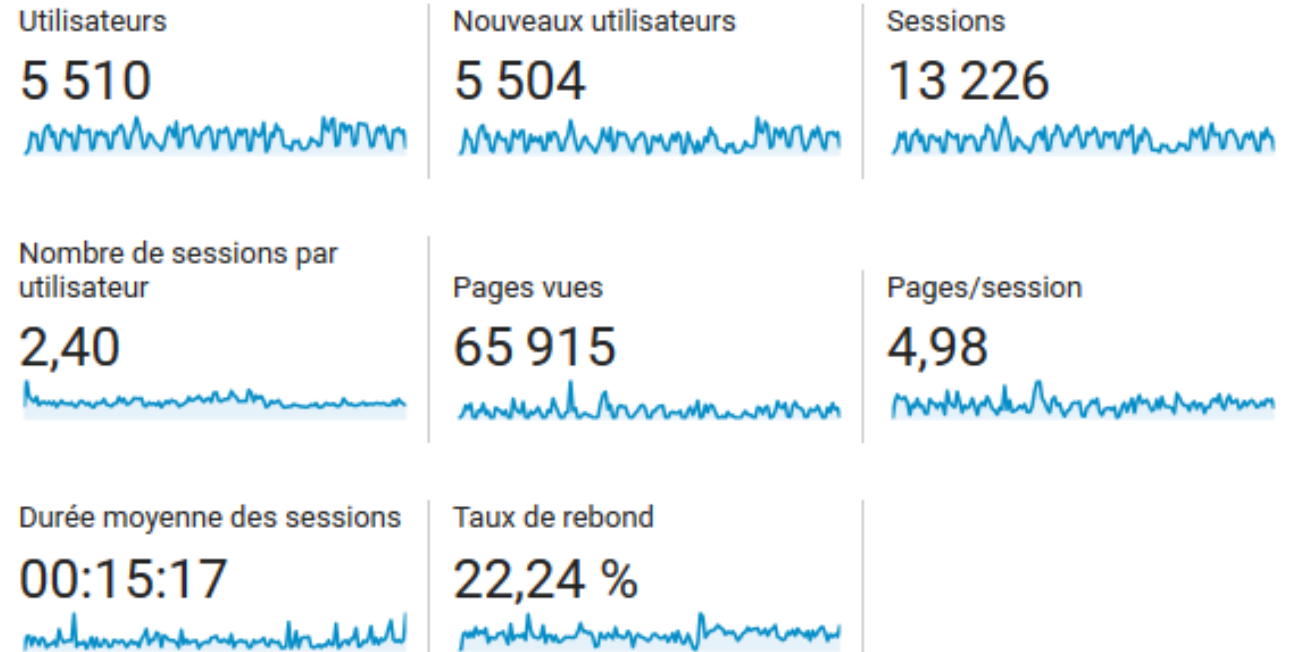 Utilisateurs
5 510
Nouveaux utilisateurs
5 504
Sessions
13 226
Nombre de sessions par
utilisateur
2,40
Pages vues
65 915
Pages/session
4,98
Durée moyenne des sessions
00:15:17
Taux de rebond
22,24 %